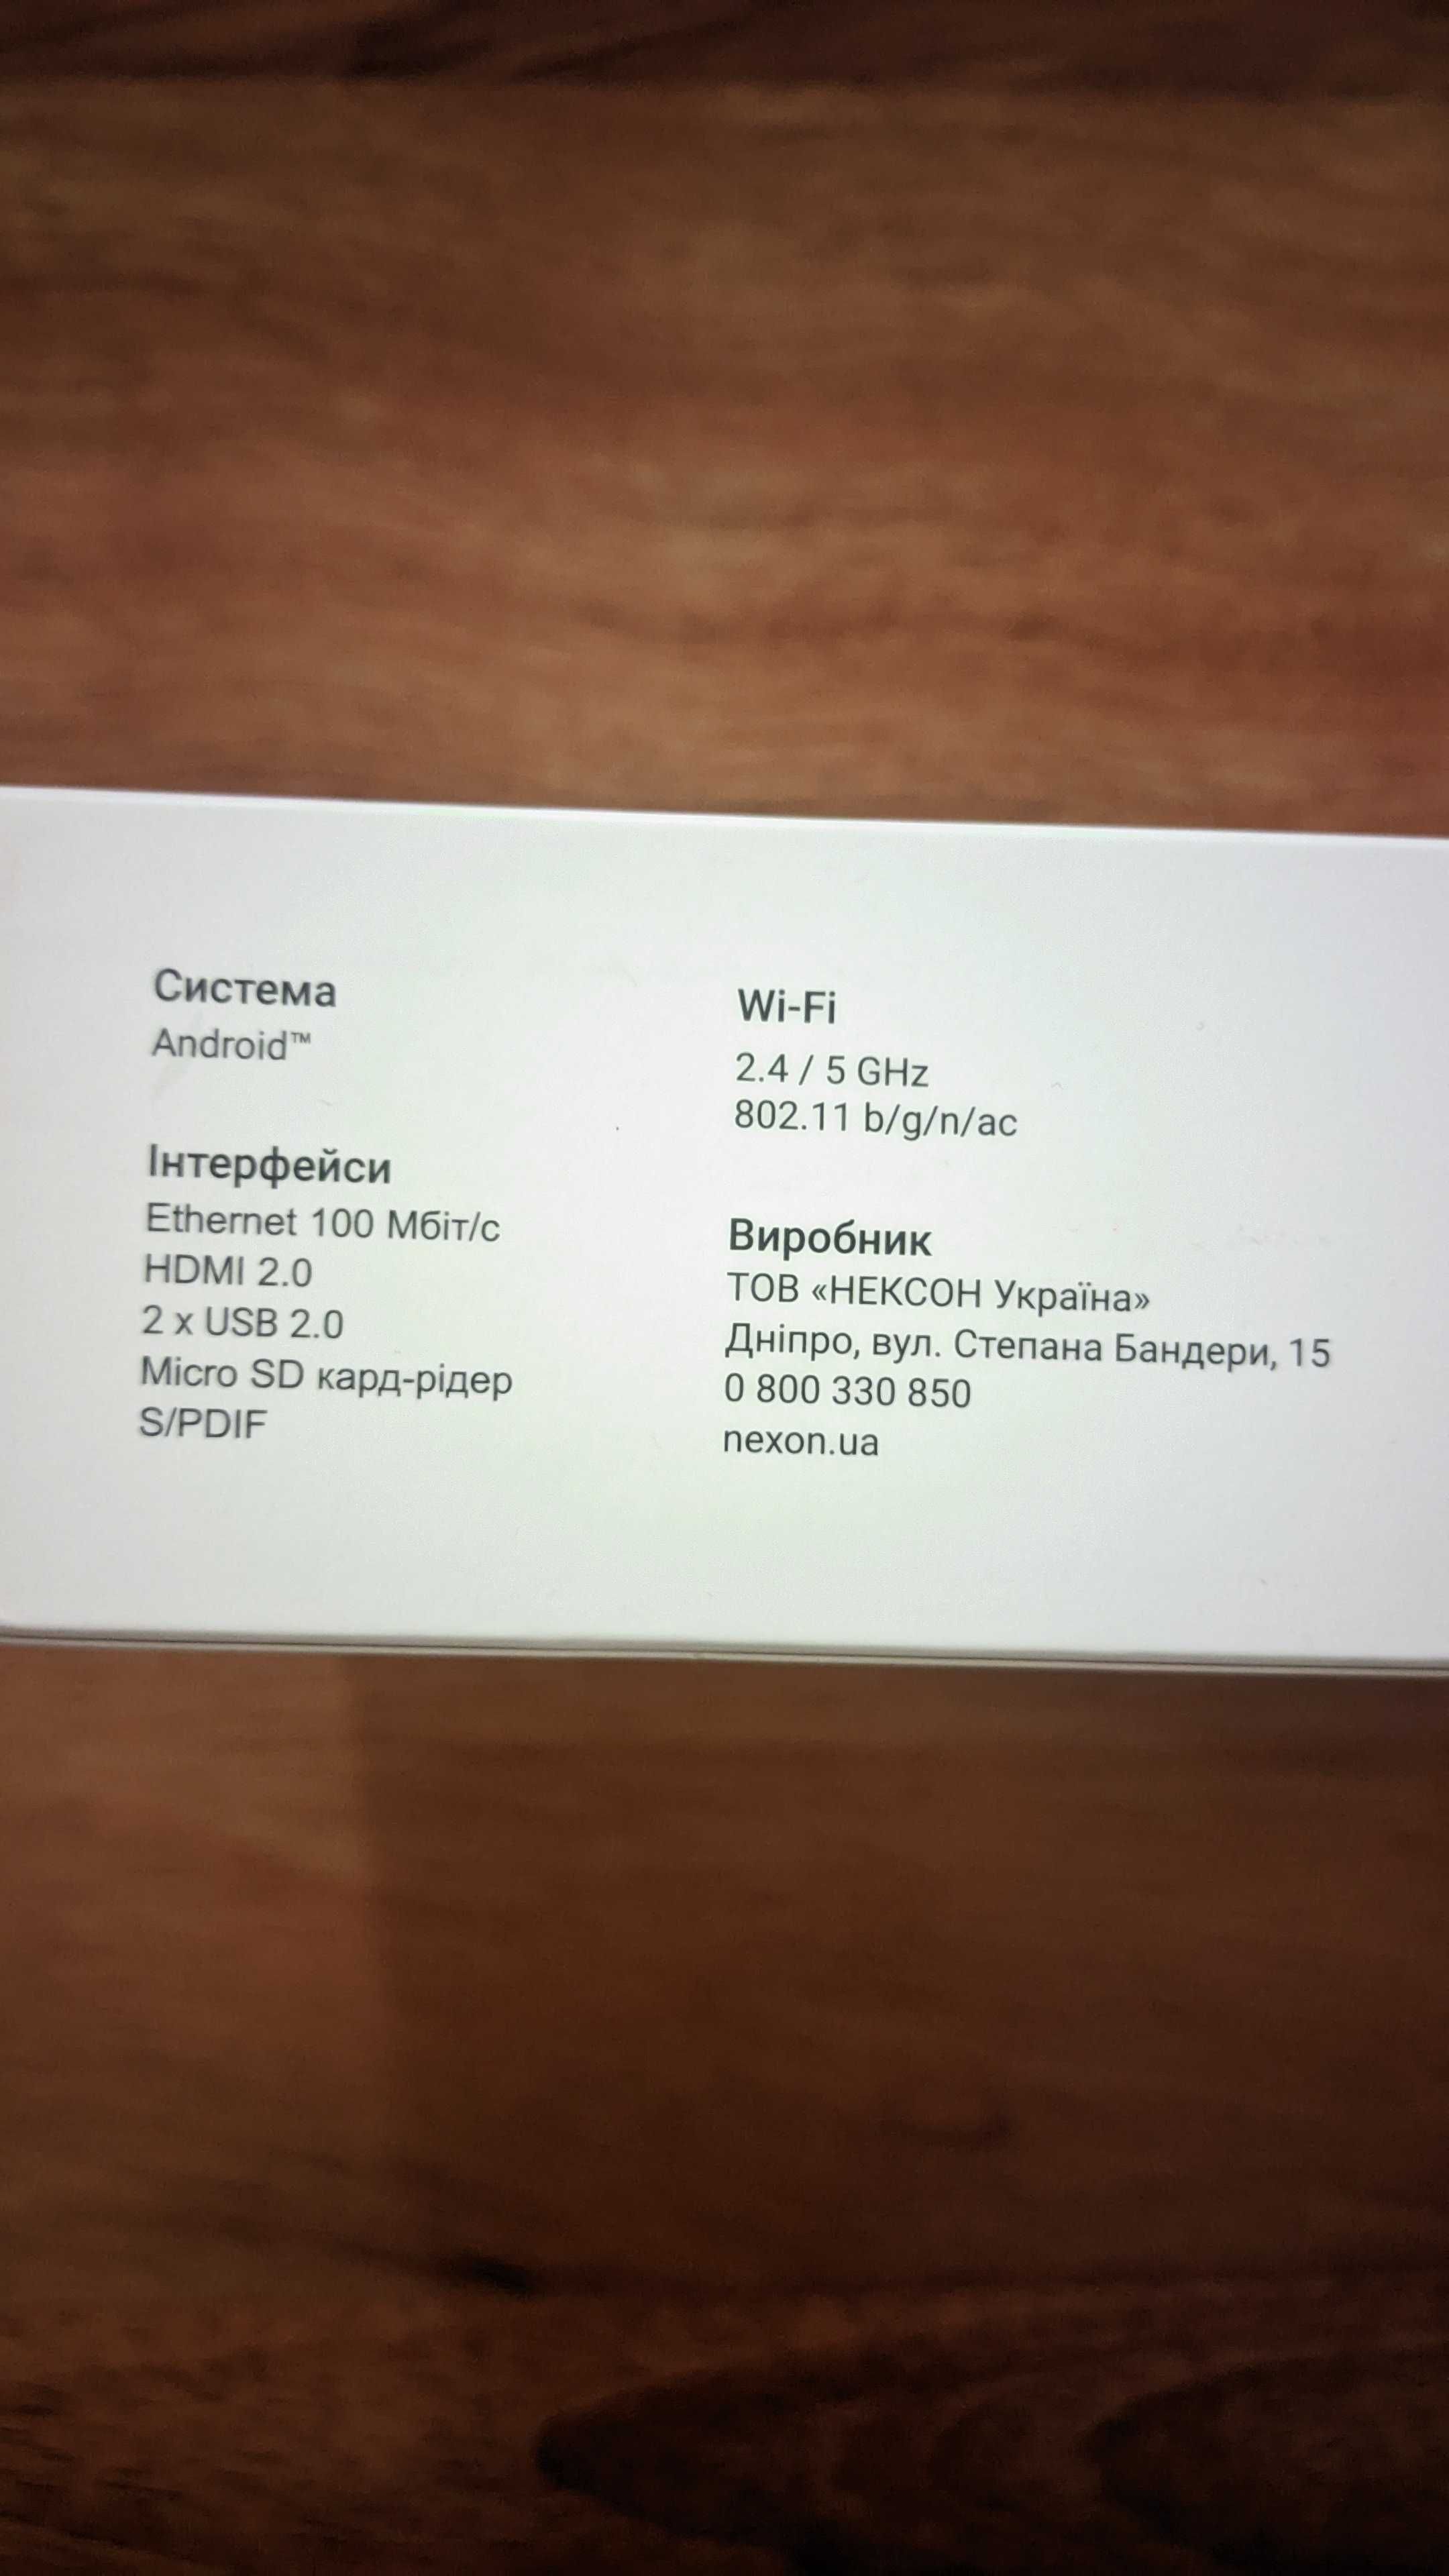 Система
Android™
Інтерфейси
Ethernet 100 Мбіт/с
HDMI 2.0
2 x USB 2.0
Micro SD кард-рідер
S/PDIF
Wi-Fi
2.4 / 5 GHz
802.11 b/g/n/ac
Виробник
ТОВ «НЕКСОН Україна»
Дніпро, вул. Степана Бандери, 15
0 800 330 850
nexon.ua